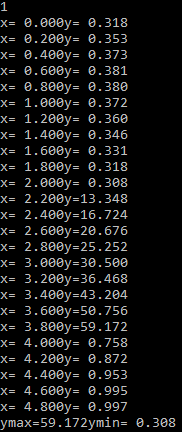 1
x= 0.000y= 0.318
x= 0.200y= 0.353
x= 0.400y= 0.373
x= 0.600y= 0.381
x= 0.800y= 0.380
x= 1.000y= 0.372
x= 1.200y= 0.360
x= 1.400y= 0.346
x= 1.600y= 0.331
x= 1.800y= 0.318
x= 2.000y= 0.308
x= 2.200y=13.348
x= 2.400y=16.724
x= 2.600y=20.676
x= 2.800y=25.252
x= 3.000y=30.500
x= 3.200y=36.468
x= 3.400y=43.204
x= 3.600y=50.756
x= 3.800y=59.172
x= 4.000y= 0.758
x= 4.200y= 0.872
x= 4.400y= 0.953
x= 4.600y= 0.995
x= 4.800y= 0.997
ymax=59.172ymin= 0.308